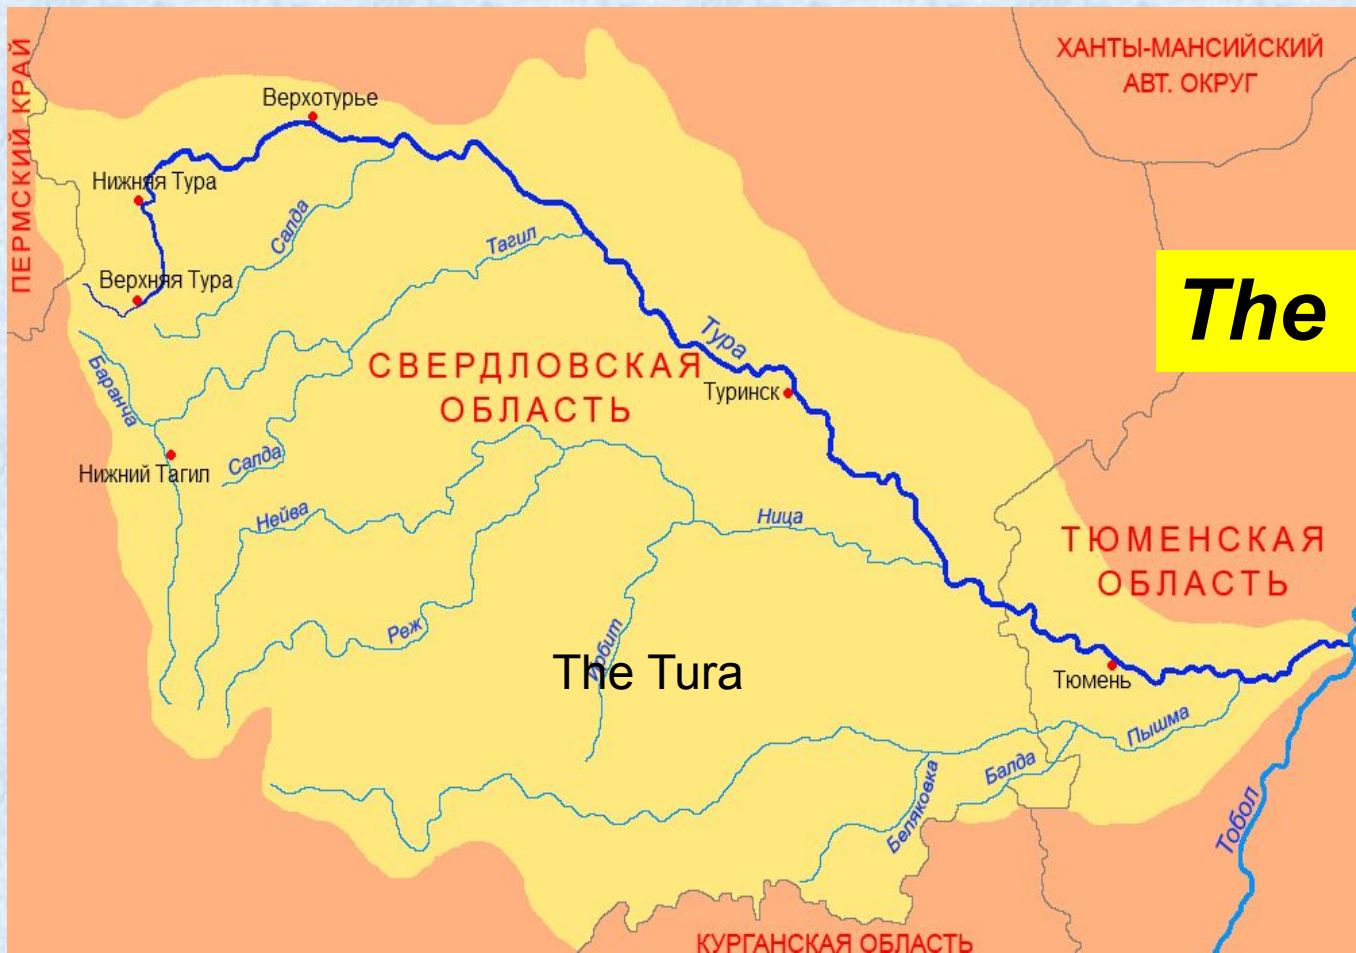 ХАНТЫ-МАНСИЙСКИЙ
АВТ. ОКРУГ
ПЕРМСКИЙ КРАЙ
Верхотурье
Нижняя Тура
Салда
Тагил
Верхняя Тура
The
Тура
Баранча
СВЕРДЛОВСКАЯ
ОБЛАСТЬ
Туринск
Салда
Нижний Тагил
Нейва
Ница
ТЮМЕНСКАЯ
ОБЛАСТЬ
Реж
Ирбит
The Tura
Тюмень
Пышма
Балда
Беляковка
Тобол
КУРГАНСКАЯ ОБЛАСТЬ